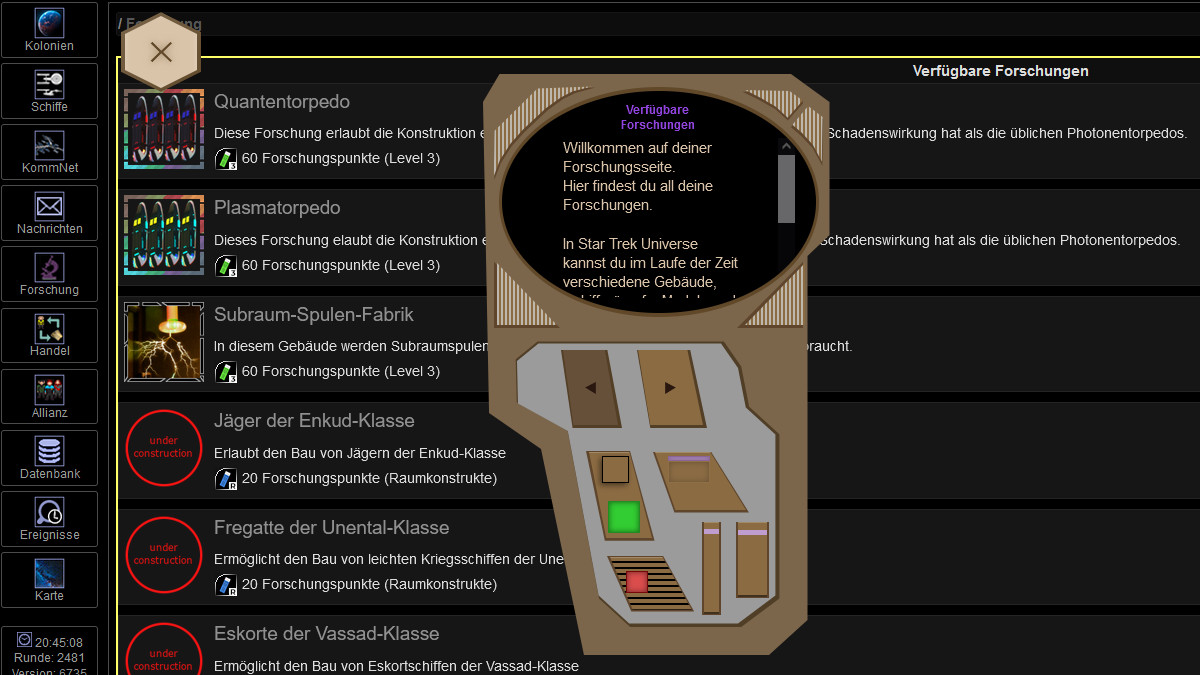 Kolonien
Schiffe
KommNet
Nachrichten
Forschung
Handel
Allianz
Datenbank
Ereignisse
Karte
20:45:08
Runde: 2481
Version: 6735
/ Forschung
Verfügbare Forschungen
Quantentorpedo
Diese Forschung erlaubt die Konstruktion
Schadenswirkung hat als die üblichen Photonentorpedos.
3
60 Forschungspunkte (Level 3)
Plasmatorpedo
Dieses Forschung elaubt die Konstruktion
Schadenswirkung hat als die üblichen Photonentorpedos.
3
60 Forschungspunkte (Level 3)
Subraum-Spulen-Fabrik
In diesem Gebäude werden Subraumspulen
3
60 Forschungspunkte (Level 3)
under
construction
Jäger der Enkud-Klasse
Erlaubt den Bau von Jägern der Enkud-Klasse
R
20 Forschungspunkte (Raumkonstrukte)
under
construction
Fregatte der Unental-Klasse
Ermöglicht den Bau von leichten Kriegsschiffen der
R
20 Forschungspunkte (Raumkonstrukte)
under
construction
Eskorte der Vassad-Klasse
Ermöglicht den Bau von Eskortschiffen der Vassad-Klasse
Verfügbare
Forschungen
Willkommen auf deiner
Forschungsseite.
Hier findest du all deine
Forschungen.
In Star Trek Universe
kannst du im Laufe der Zeit
verschiedene Gebäude,